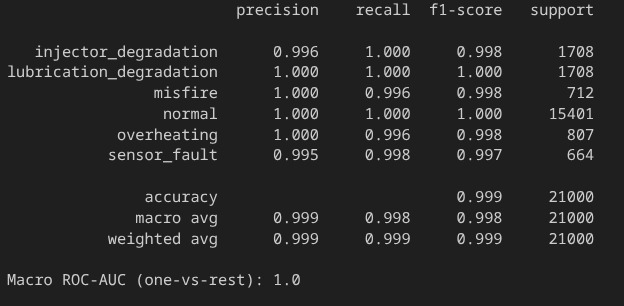 precision recall f1-score support
injector_degradation 0.996 1.000 0.998 1708
lubrication_degradation 1.000 1.000 1.000 1708
misfire 1.000 0.996 0.998 712
normal 1.000 1.000 1.000 15401
overheating 1.000 0.996 0.998 807
sensor_fault 0.995 0.998 0.997 664
accuracy 0.999 21000
macro avg 0.999 0.998 0.998 21000
weighted avg 0.999 0.999 0.999 21000
Macro ROC-AUC (one-vs-rest): 1.0